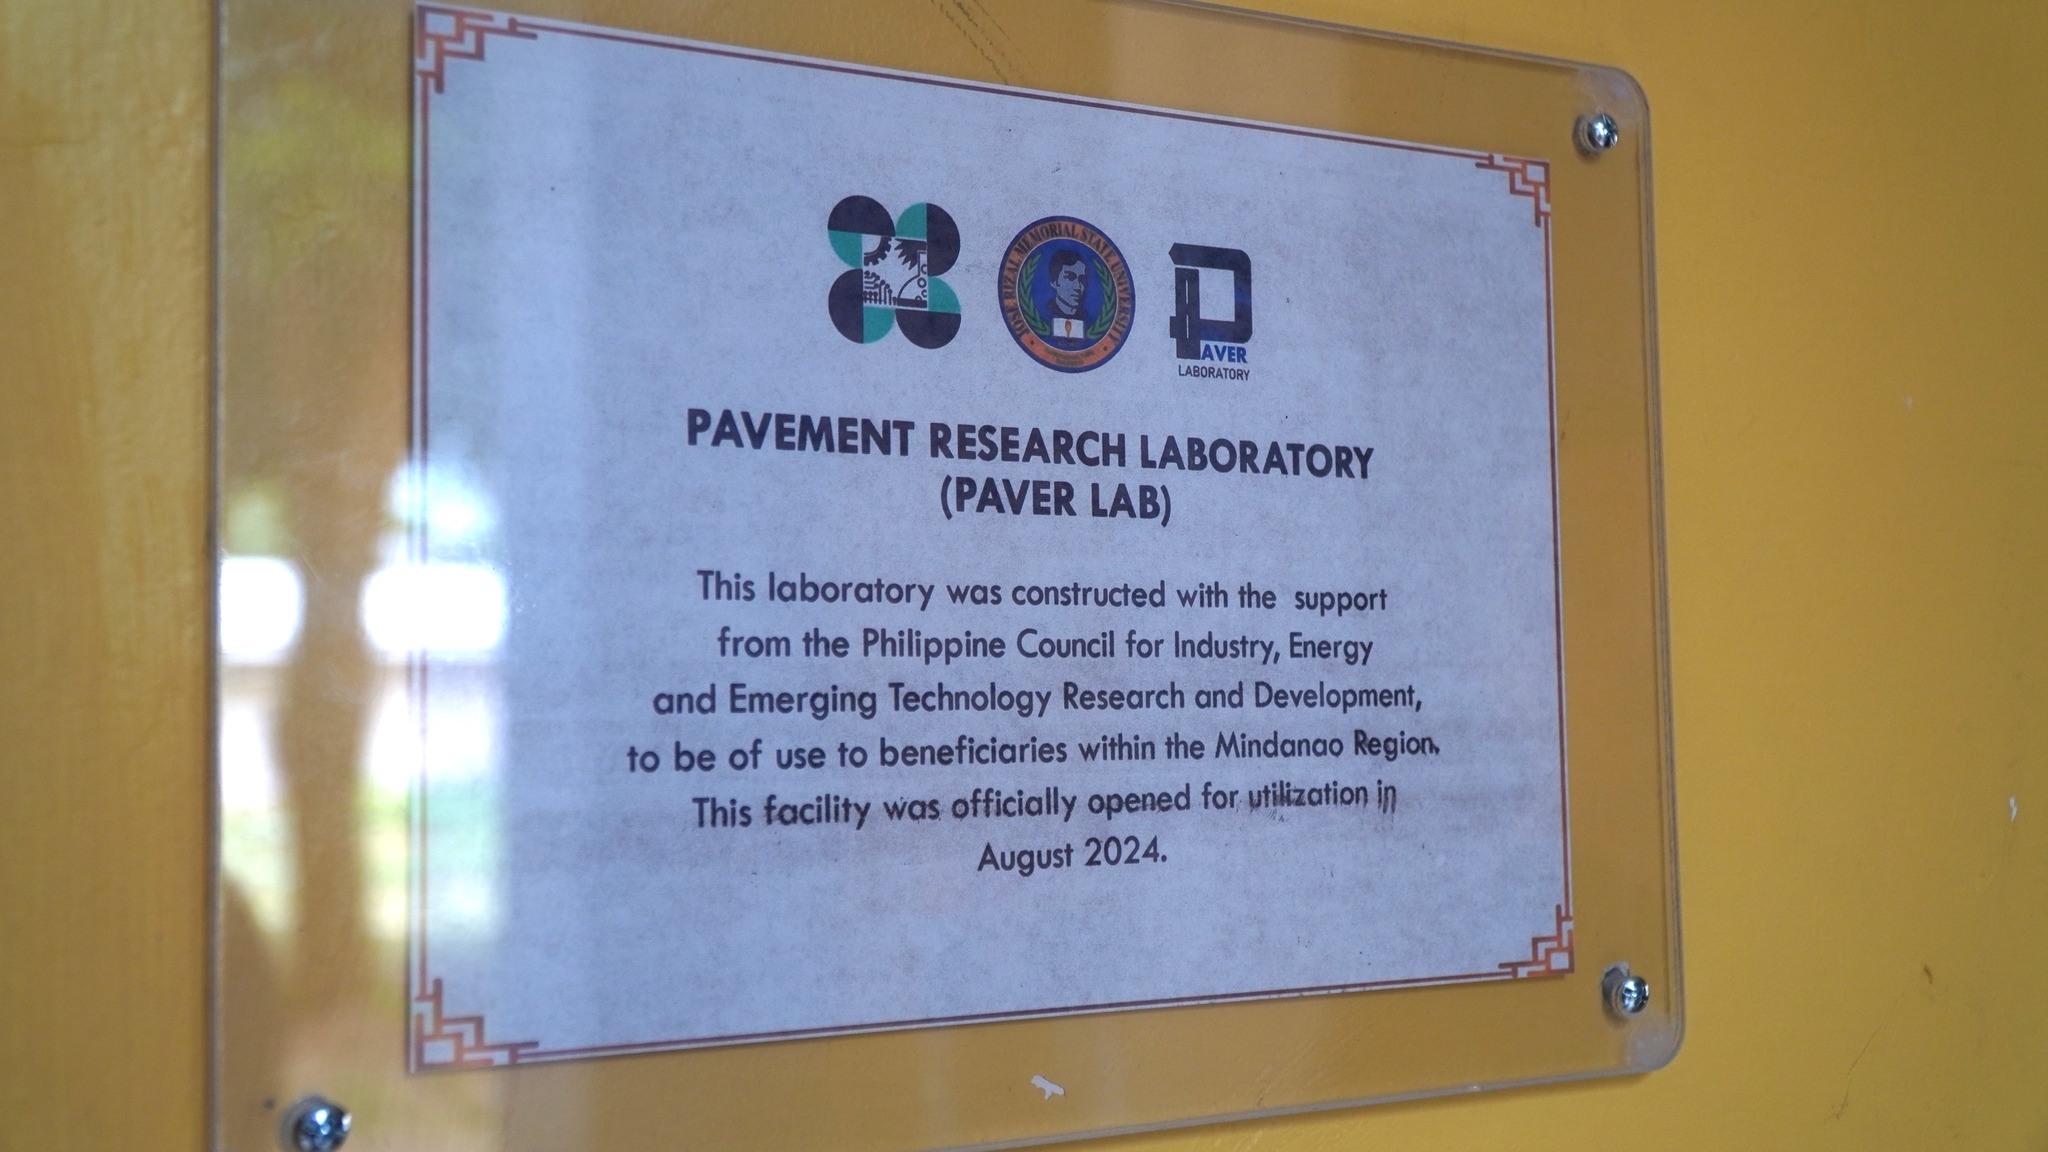 JOSE RIZAL MEMORIAL STATE UNIVERSITY
PAVER
LABORATORY
PAVEMENT RESEARCH LABORATORY
(PAVER LAB)
This laboratory was constructed with the support
from the Philippine Council for Industry, Energy
and Emerging Technology Research and Development,
to be of use to beneficiaries within the Mindanao Region.
This facility was officially opened for utilization in
August 2024.